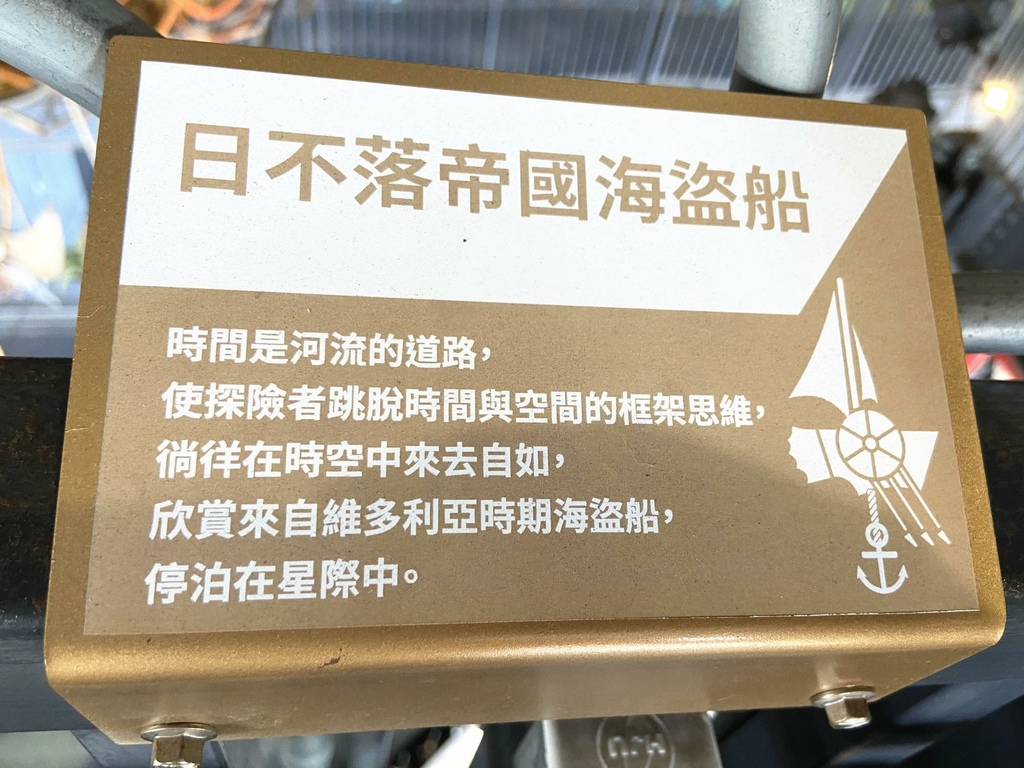 日不落帝國海盜船
時間是河流的道路，
使探險者跳脫時間與空間的框架思維，
徜徉在時空中來去自如，
欣賞來自維多利亞時期海盜船，
停泊在星際中。